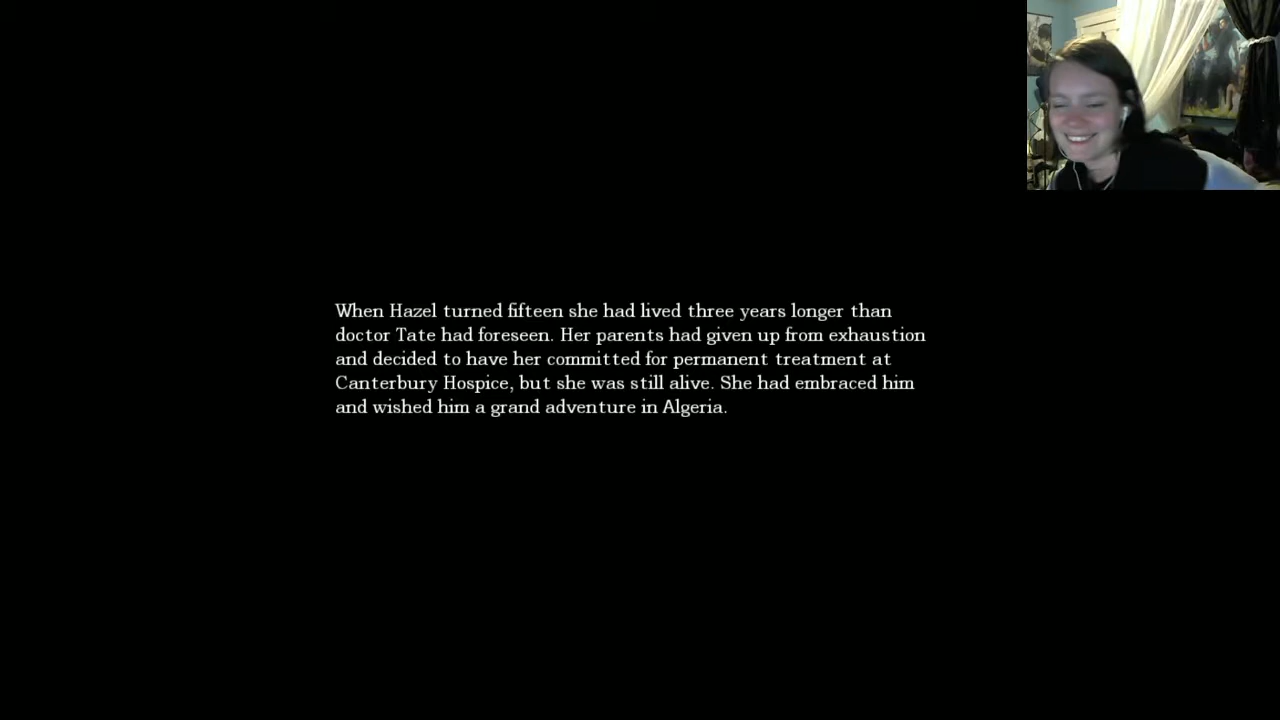 When Hazel turned fifteen she had lived three years longer than
doctor Tate had foreseen. Her parents had given up from exhaustion
and decided to have her committed for permanent treatment at
Canterbury Hospice, but she was still alive. She had embraced him
and wished him a grand adventure in Algeria.